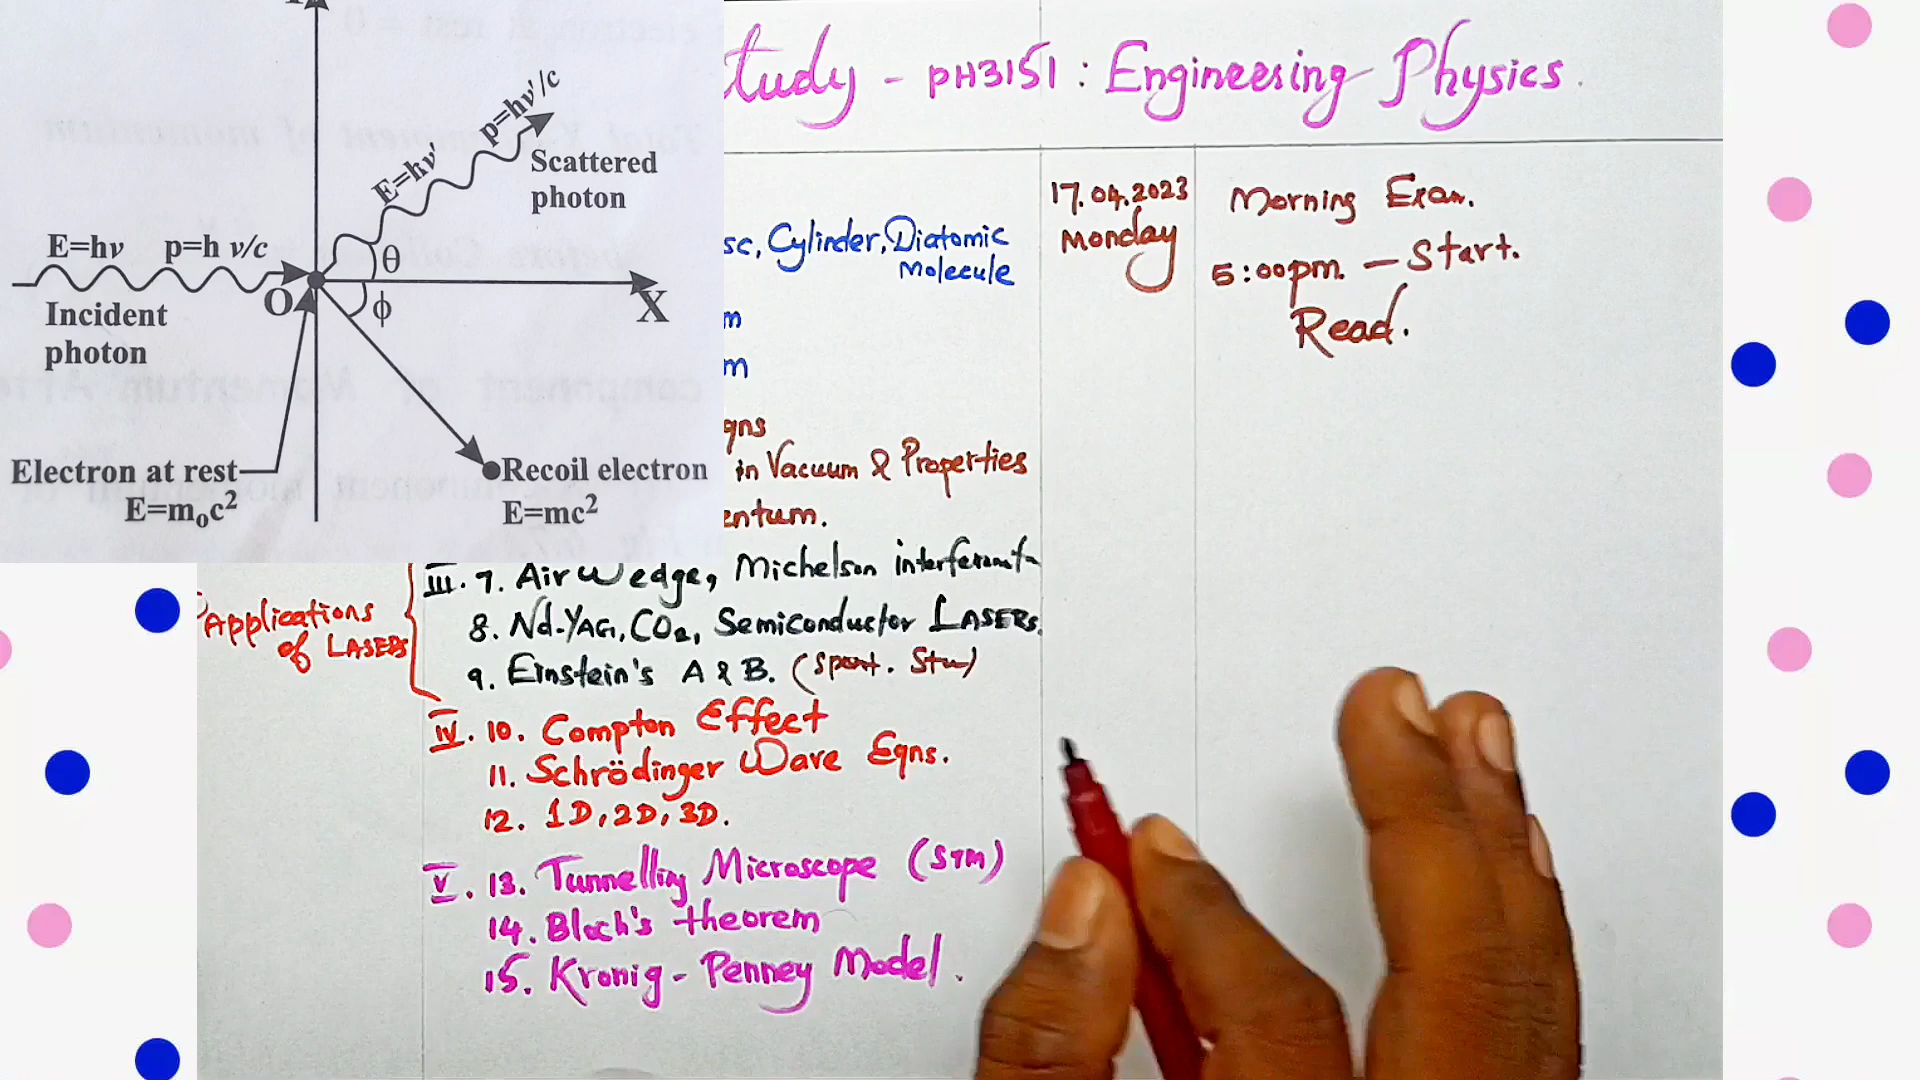 Y
p=hν'/c
E=hν'
Scattered
photon
E=hν p=h ν/c
θ
O
X
ϕ
Incident
photon
Electron at rest
E=m₀c²
Recoil electron
E=mc²
tudy - PH3151 : Engineering Physics.
sc, Cylinder, Diatomic
Molecule
m
m
qns
in Vacuum & Properties
entum.
Applications
of LASERs
III. 7. Air Wedge, Michelson
8. Nd-YAG, CO₂, Semiconductor LASERs.
9. Einstein's A & B. (Spont. Stm)
IV. 10. Compton Effect
11. Schrödinger Wave Eqns.
12. 1D, 2D, 3D.
V. 13. Tunnelling Microscope (STM)
14. Bloch's theorem
15. Kronig - Penney Model.
17.04.2023
Monday
Morning Exam.
5:00pm. — Start.
Read.